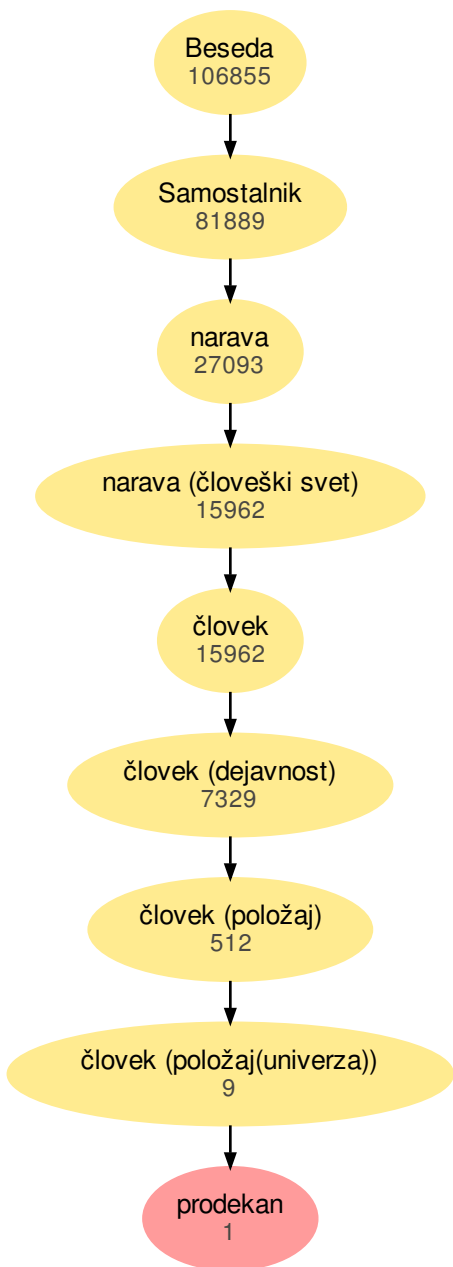 Beseda
106855
Samostalnik
81889
narava
27093
narava (človeški svet)
15962
človek
15962
človek (dejavnost)
7329
človek (položaj)
512
človek (položaj(univerza))
9
prodekan
1